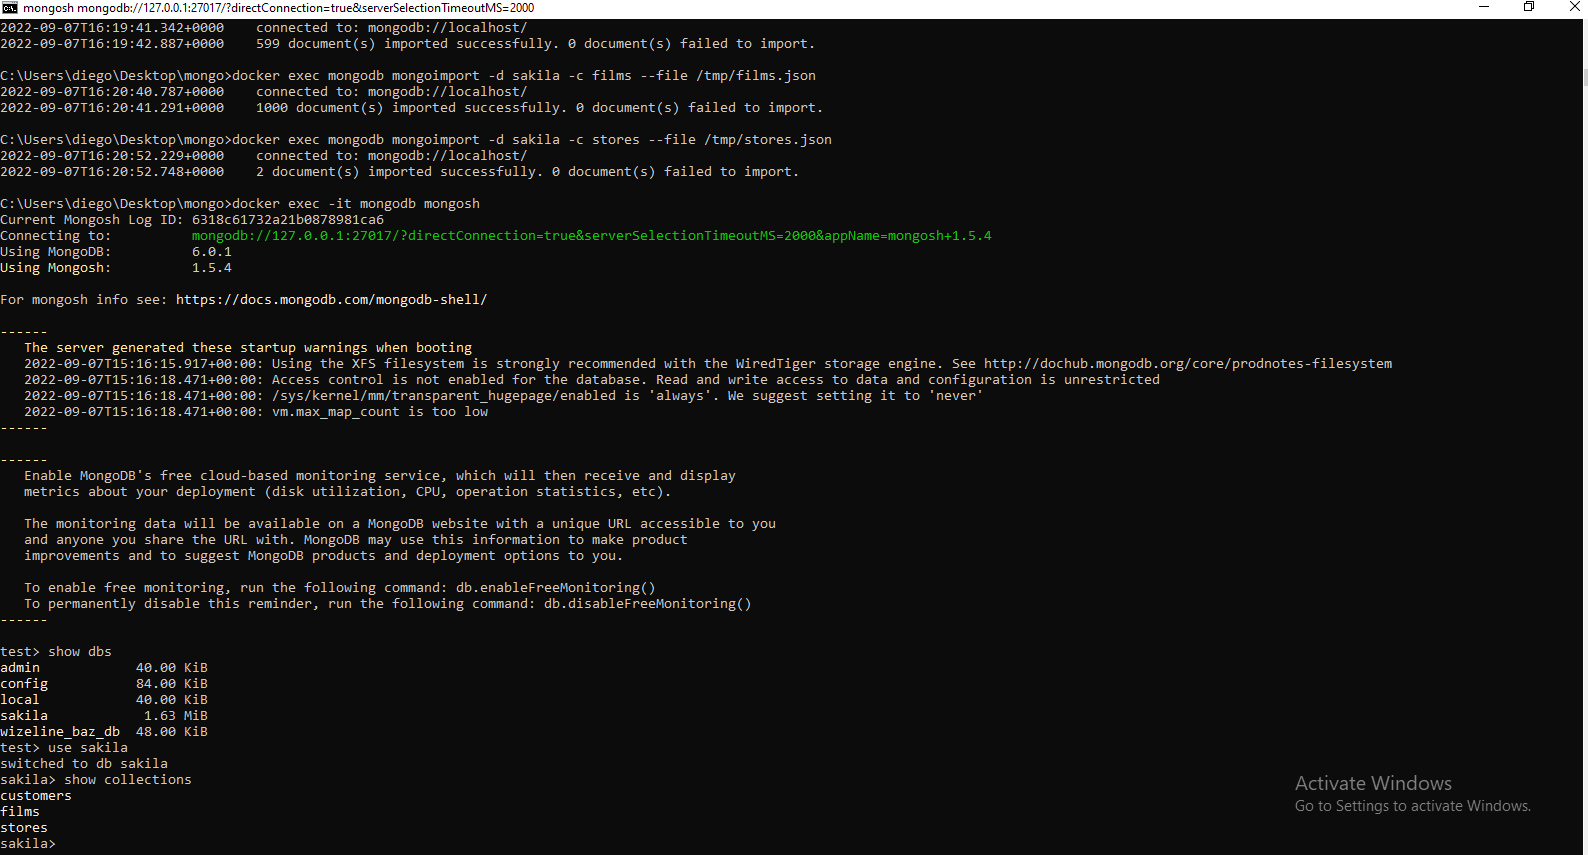 mongosh mongodb://127.0.0.1:27017/?directConnection=true&serverSelectionTimeoutMS=2000
2022-09-07T16:19:41.342+0000    connected to: mongodb://localhost/
2022-09-07T16:19:42.887+0000    599 document(s) imported successfully. 0 document(s) failed to import.
C:\Users\diego\Desktop\mongo>docker exec mongodb mongoimport -d sakila -c films --file /tmp/films.json
2022-09-07T16:20:40.787+0000    connected to: mongodb://localhost/
2022-09-07T16:20:41.291+0000    1000 document(s) imported successfully. 0 document(s) failed to import.
C:\Users\diego\Desktop\mongo>docker exec mongodb mongoimport -d sakila -c stores --file /tmp/stores.json
2022-09-07T16:20:52.229+0000    connected to: mongodb://localhost/
2022-09-07T16:20:52.748+0000    2 document(s) imported successfully. 0 document(s) failed to import.
C:\Users\diego\Desktop\mongo>docker exec -it mongodb mongosh
Current Mongosh Log ID: 6318c61732a21b0878981ca6
Connecting to:          mongodb://127.0.0.1:27017/?directConnection=true&serverSelectionTimeoutMS=2000&appName=mongosh+1.5.4
Using MongoDB:          6.0.1
Using Mongosh:          1.5.4
For mongosh info see: https://docs.mongodb.com/mongodb-shell/
------
   The server generated these startup warnings when booting
   2022-09-07T15:16:15.917+00:00: Using the XFS filesystem is strongly recommended with the WiredTiger storage engine. See http://dochub.mongodb.org/core/prodnotes-filesystem
   2022-09-07T15:16:18.471+00:00: Access control is not enabled for the database. Read and write access to data and configuration is unrestricted
   2022-09-07T15:16:18.471+00:00: /sys/kernel/mm/transparent_hugepage/enabled is 'always'. We suggest setting it to 'never'
   2022-09-07T15:16:18.471+00:00: vm.max_map_count is too low
------
------
   Enable MongoDB's free cloud-based monitoring service, which will then receive and display
   metrics about your deployment (disk utilization, CPU, operation statistics, etc).
   The monitoring data will be available on a MongoDB website with a unique URL accessible to you
   and anyone you share the URL with. MongoDB may use this information to make product
   improvements and to suggest MongoDB products and deployment options to you.
   To enable free monitoring, run the following command: db.enableFreeMonitoring()
   To permanently disable this reminder, run the following command: db.disableFreeMonitoring()
------
test> show dbs
admin            40.00 KiB
config           84.00 KiB
local            40.00 KiB
sakila            1.63 MiB
wizeline_baz_db  48.00 KiB
test> use sakila
switched to db sakila
sakila> show collections
customers
films
stores
sakila>
Activate Windows
Go to Settings to activate Windows.